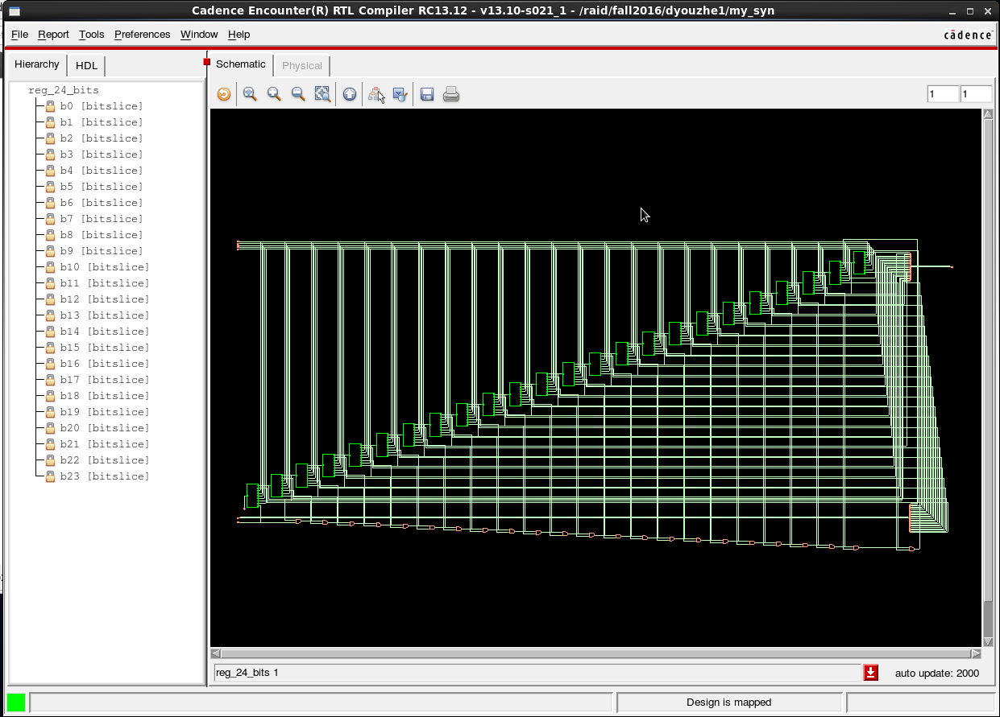 Cadence Encounter(R) RTL Compiler RC13.12 - v13.10-s021_1 - /raid/fall2016/dyouzhe1/my_syn
File Report Tools Preferences Window Help
cādence
Hierarchy HDL
Schematic Physical
1 1
reg_24_bits
b0 [bitslice]
b1 [bitslice]
b2 [bitslice]
b3 [bitslice]
b4 [bitslice]
b5 [bitslice]
b6 [bitslice]
b7 [bitslice]
b8 [bitslice]
b9 [bitslice]
b10 [bitslice]
b11 [bitslice]
b12 [bitslice]
b13 [bitslice]
b14 [bitslice]
b15 [bitslice]
b16 [bitslice]
b17 [bitslice]
b18 [bitslice]
b19 [bitslice]
b20 [bitslice]
b21 [bitslice]
b22 [bitslice]
b23 [bitslice]
reg_24_bits 1
auto update: 2000
Design is mapped